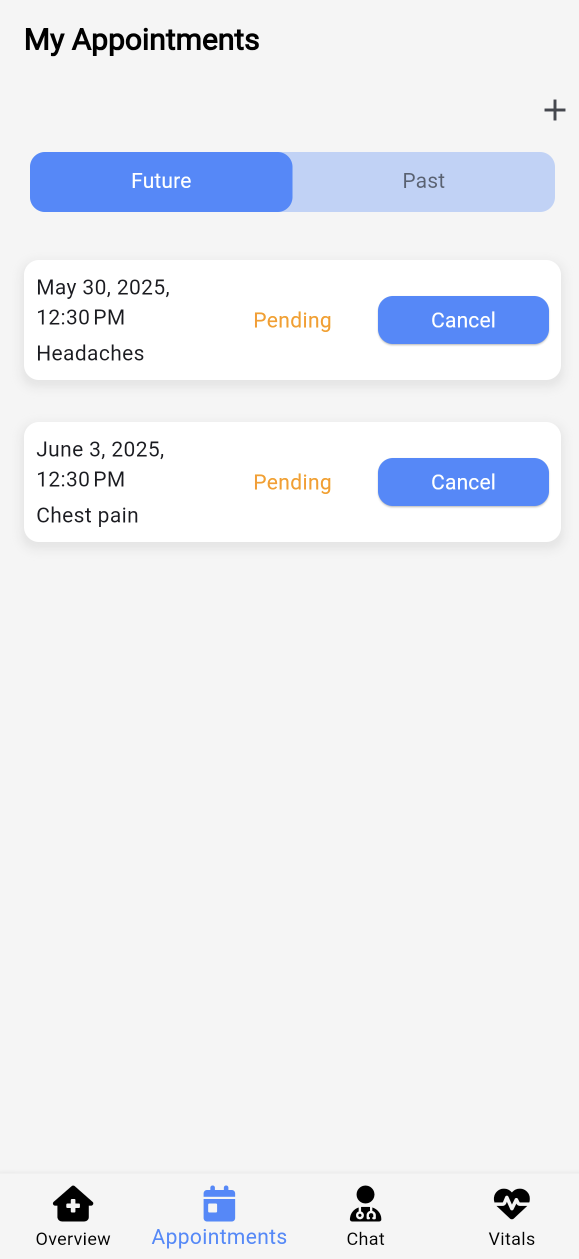 My Appointments
Future
Past
May 30, 2025,
12:30 PM
Headaches
Pending
Cancel
June 3, 2025,
12:30 PM
Chest pain
Pending
Cancel
Overview
Appointments
Chat
Vitals